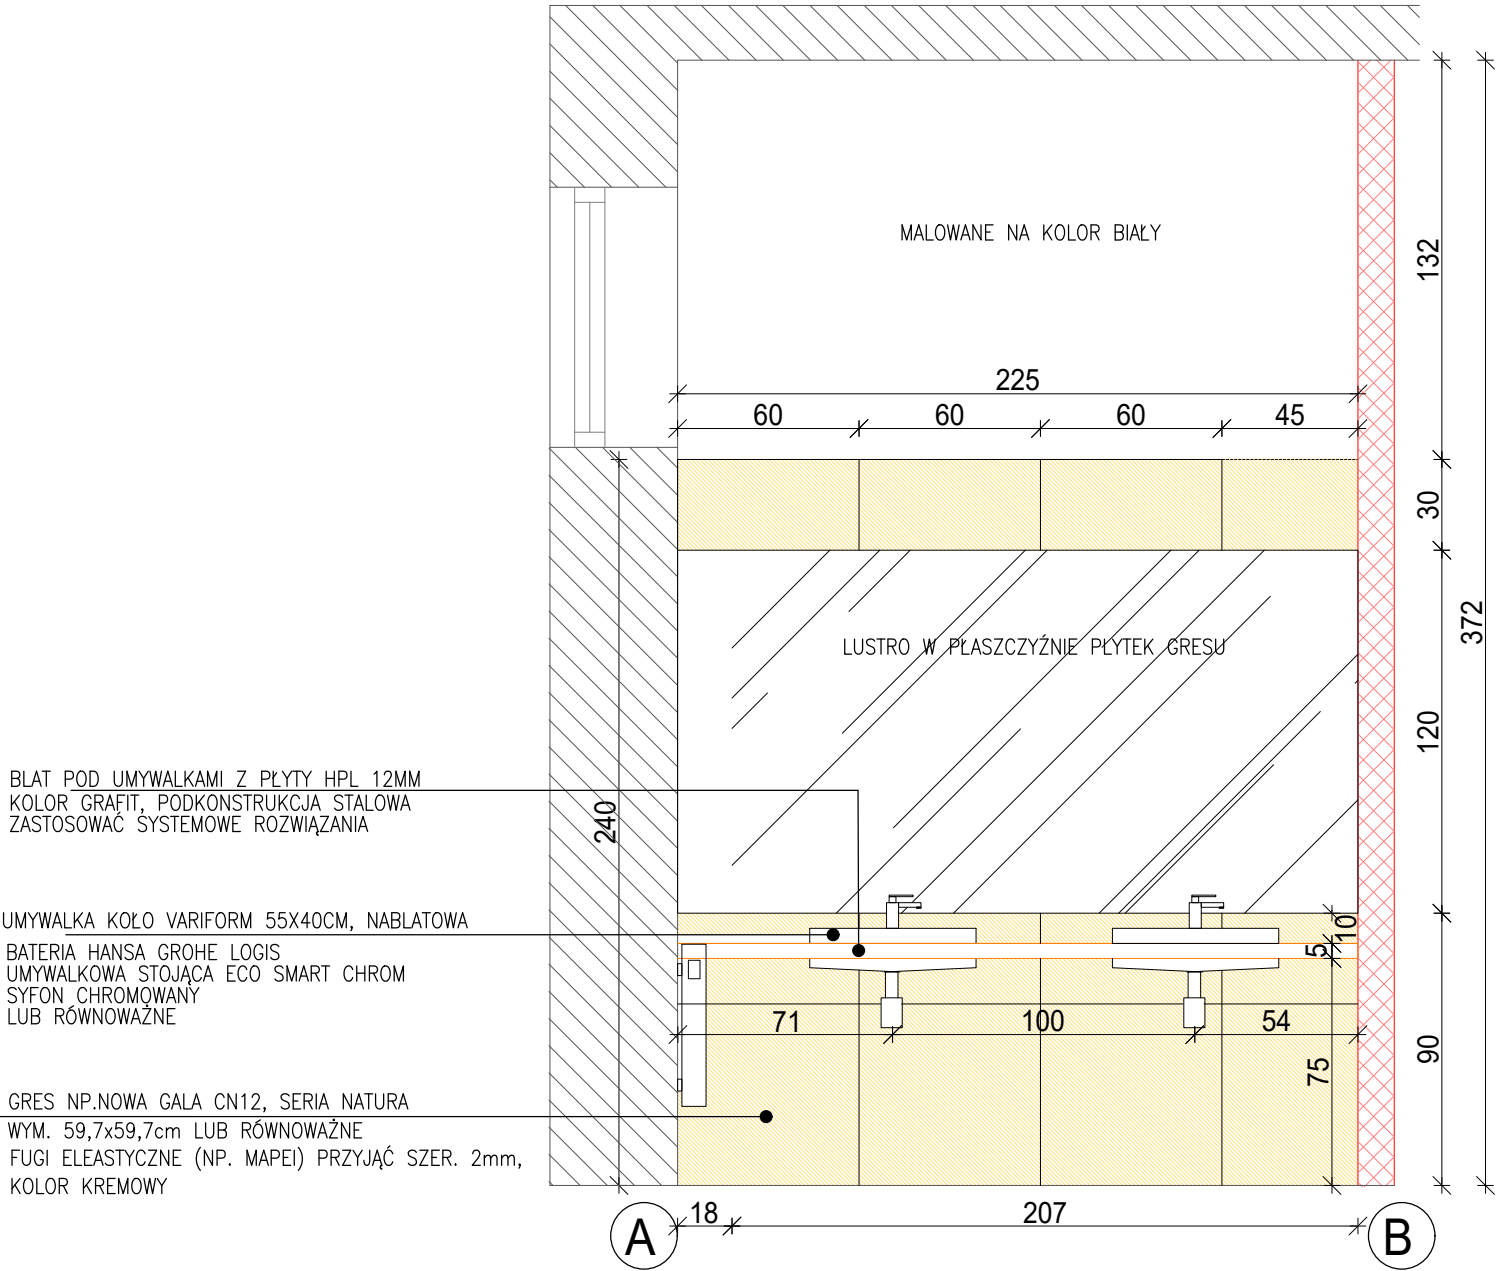 MALOWANE NA KOLOR BIAŁY
132
225
60
60
60
45
30
372
LUSTRO W PŁASZCZYŹNIE PŁYTEK GRESU
120
BLAT POD UMYWALKAMI Z PŁYTY HPL 12MM
KOLOR GRAFIT, PODKONSTRUKCJA STALOWA
ZASTOSOWAĆ SYSTEMOWE ROZWIĄZANIA
240
UMYWALKA KOŁO VARIFORM 55X40CM, NABLATOWA
BATERIA HANSA GROHE LOGIS
UMYWALKOWA STOJĄCA ECO SMART CHROM
SYFON CHROMOWANY
LUB RÓWNOWAŻNE
10
5
71
100
54
75
90
GRES NP.NOWA GALA CN12, SERIA NATURA
WYM. 59,7x59,7cm LUB RÓWNOWAŻNE
FUGI ELEASTYCZNE (NP. MAPEI) PRZYJĄĆ SZER. 2mm,
KOLOR KREMOWY
18
207
A
B